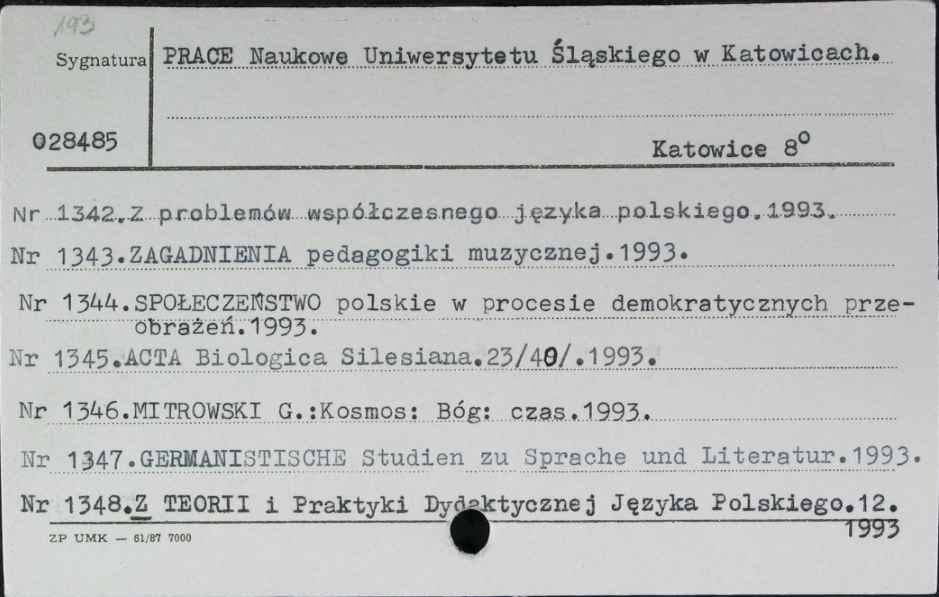 193
Sygnatura PRACE Naukowe Uniwersytetu Śląskiego w Katowicach.
028485 Katowice 8°
Nr 1342.Z problemów współczesnego języka polskiego.1993.
Nr 1343.ZAGADNIENIA pedagogiki muzycznej.1993.
Nr 1344.SPOŁECZEŃSTWO polskie w procesie demokratycznych prze-
obrażeń.1993.
Nr 1345.ACTA Biologica Silesiana.23/40/.1993.
Nr 1346.MITROWSKI G.:Kosmos: Bóg: czas.1993.
Nr 1347.GERMANISTISCHE Studien zu Sprache und Literatur.1993.
Nr 1348.Z TEORII i Praktyki Dydaktycznej Języka Polskiego.12.
1993
ZP UMK — 61/87 7000